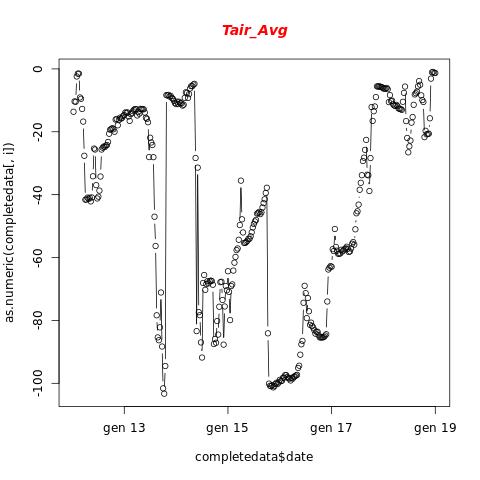 Tair_Avg
as.numeric(completedata[, i])
0
-20
-40
-60
-80
-100
gen 13
gen 15
gen 17
gen 19
completedata$date